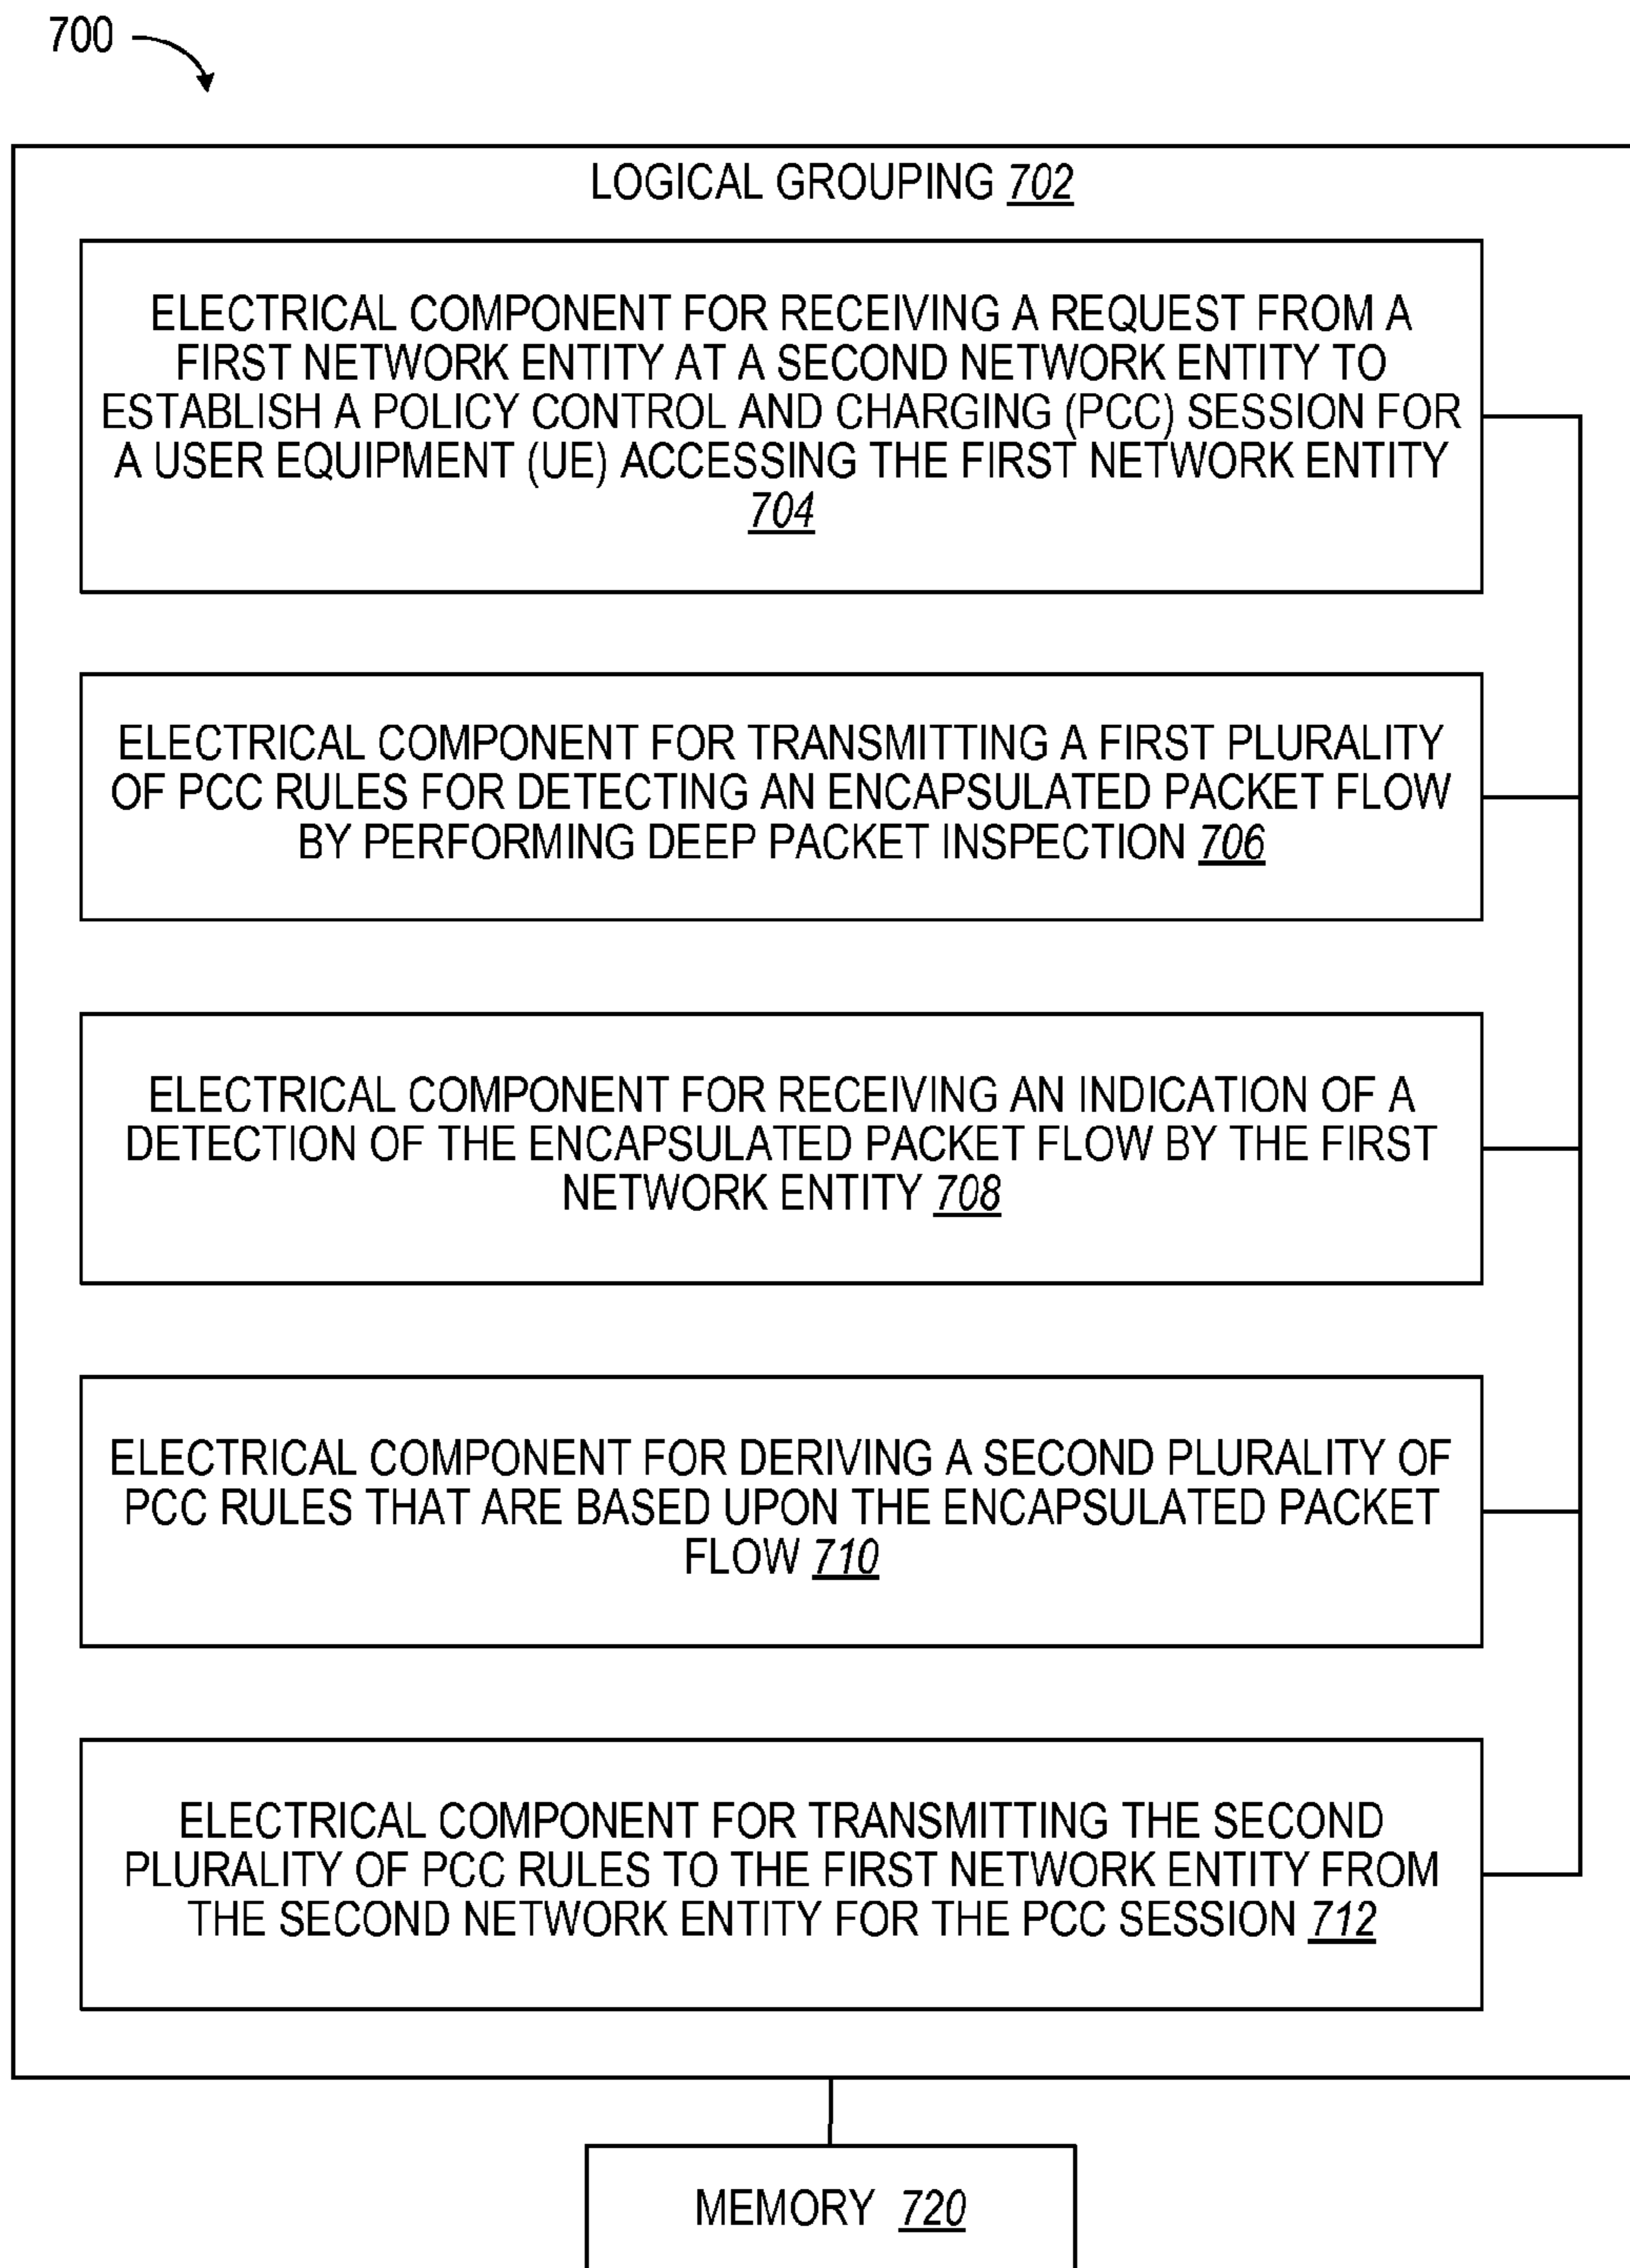 700
LOGICAL GROUPING 702
ELECTRICAL COMPONENT FOR RECEIVING A REQUEST FROM A
FIRST NETWORK ENTITY AT A SECOND NETWORK ENTITY TO
ESTABLISH A POLICY CONTROL AND CHARGING (PCC) SESSION FOR
A USER EQUIPMENT (UE) ACCESSING THE FIRST NETWORK ENTITY
704
ELECTRICAL COMPONENT FOR TRANSMITTING A FIRST PLURALITY
OF PCC RULES FOR DETECTING AN ENCAPSULATED PACKET FLOW
BY PERFORMING DEEP PACKET INSPECTION 706
ELECTRICAL COMPONENT FOR RECEIVING AN INDICATION OF A
DETECTION OF THE ENCAPSULATED PACKET FLOW BY THE FIRST
NETWORK ENTITY 708
ELECTRICAL COMPONENT FOR DERIVING A SECOND PLURALITY OF
PCC RULES THAT ARE BASED UPON THE ENCAPSULATED PACKET
FLOW 710
ELECTRICAL COMPONENT FOR TRANSMITTING THE SECOND
PLURALITY OF PCC RULES TO THE FIRST NETWORK ENTITY FROM
THE SECOND NETWORK ENTITY FOR THE PCC SESSION 712
MEMORY 720